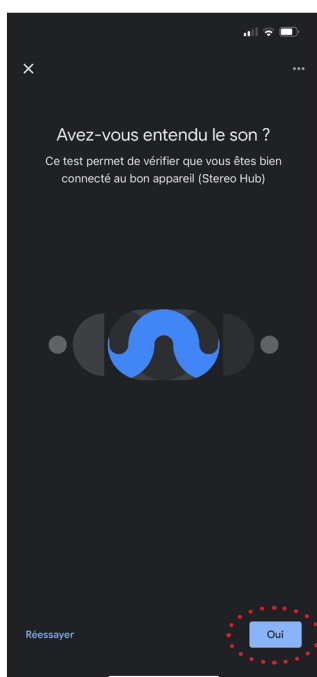 Avez-vous entendu le son ?
Ce test permet de vérifier que vous êtes bien
connecté au bon appareil (Stereo Hub)
Réessayer
Oui